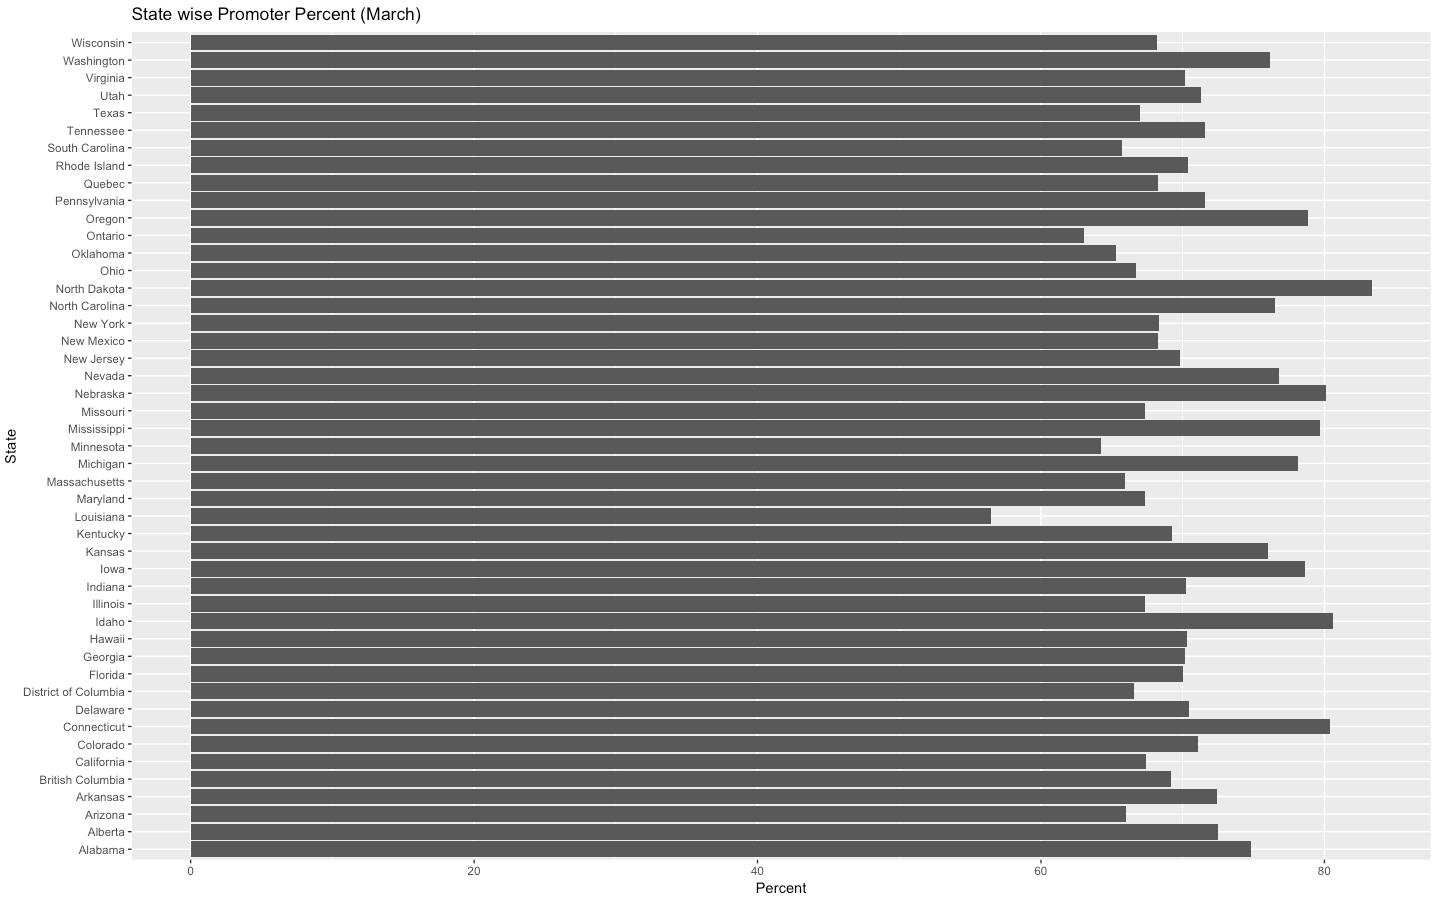 State wise Promoter Percent (March)
Wisconsin
Washington
Virginia
Utah
Texas
Tennessee
South Carolina
Rhode Island
Quebec
Pennsylvania
Oregon
Ontario
Oklahoma
Ohio
North Dakota
North Carolina
New York
New Mexico
New Jersey
Nevada
Nebraska
Missouri
Mississippi
Minnesota
Michigan
Massachusetts
Maryland
Louisiana
Kentucky
Kansas
Iowa
Indiana
Illinois
Idaho
Hawaii
Georgia
Florida
District of Columbia
Delaware
Connecticut
Colorado
California
British Columbia
Arkansas
Arizona
Alberta
Alabama
State
0 20 40 60 80
Percent